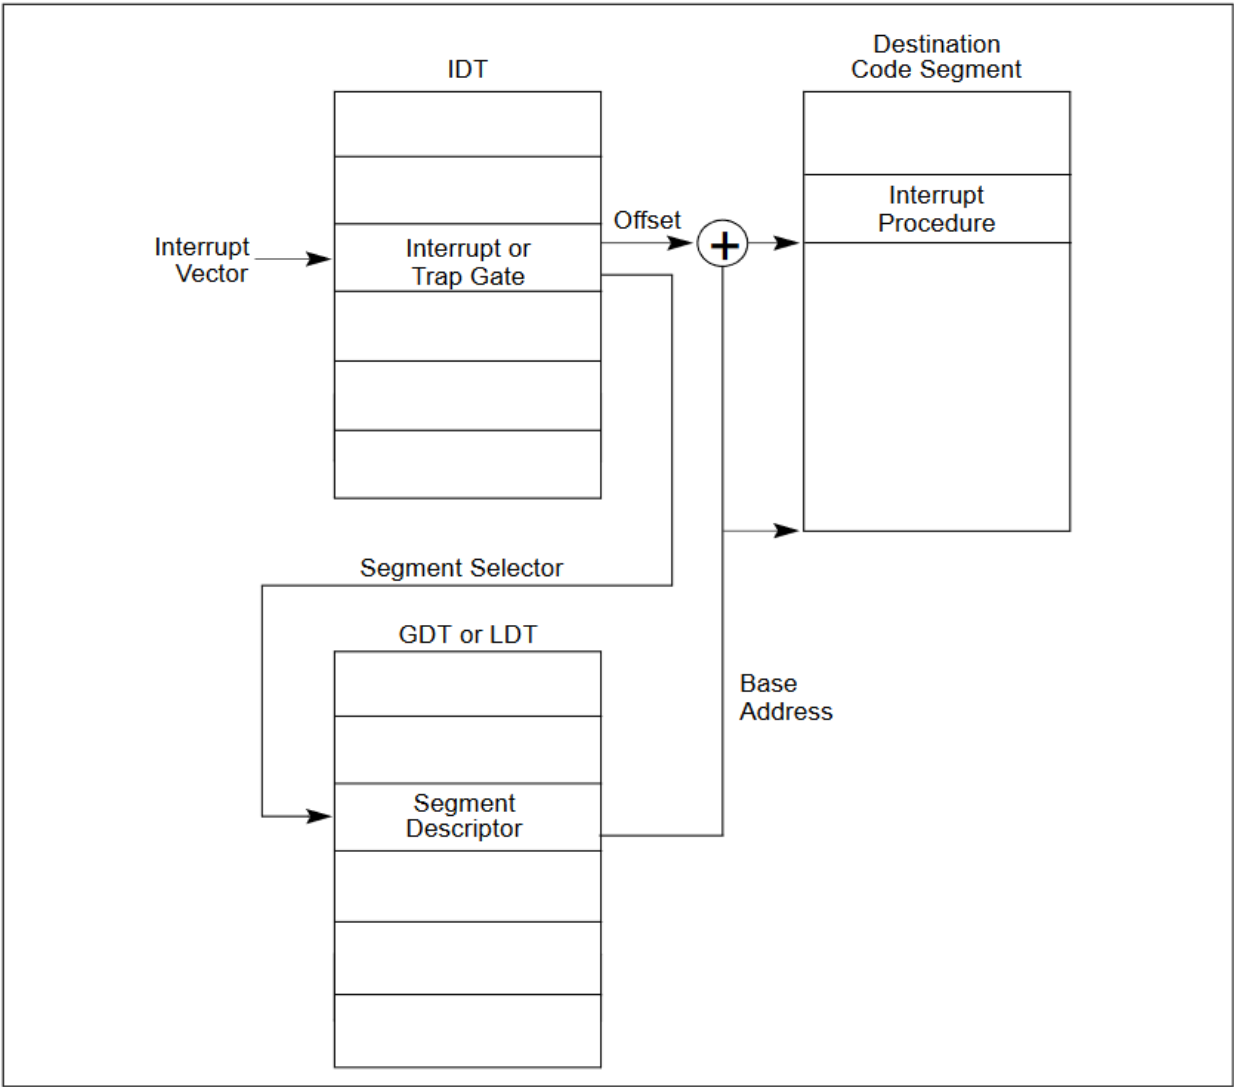 IDT
Destination
Code Segment
Interrupt
Vector
Interrupt or
Trap Gate
Offset
+
Interrupt
Procedure
Segment Selector
GDT or LDT
Segment
Descriptor
Base
Address